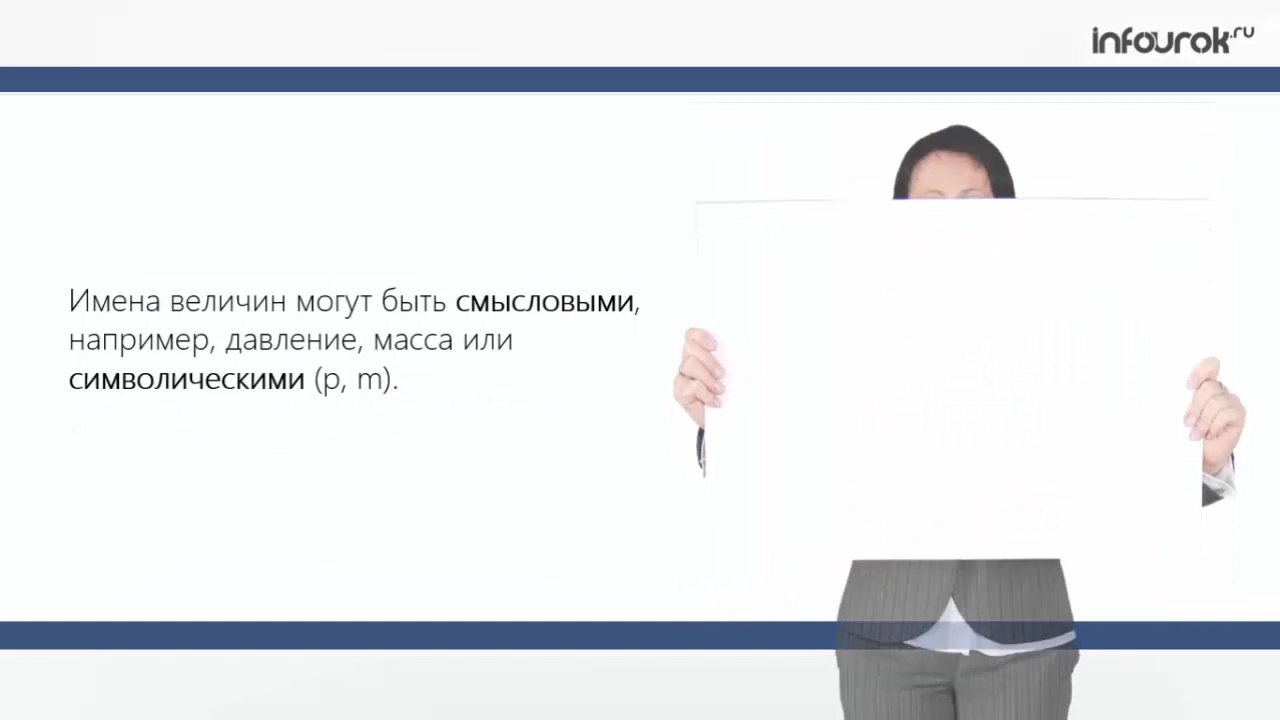 infourok.ru
Имена величин могут быть смысловыми,
например, давление, масса или
символическими (p, m).